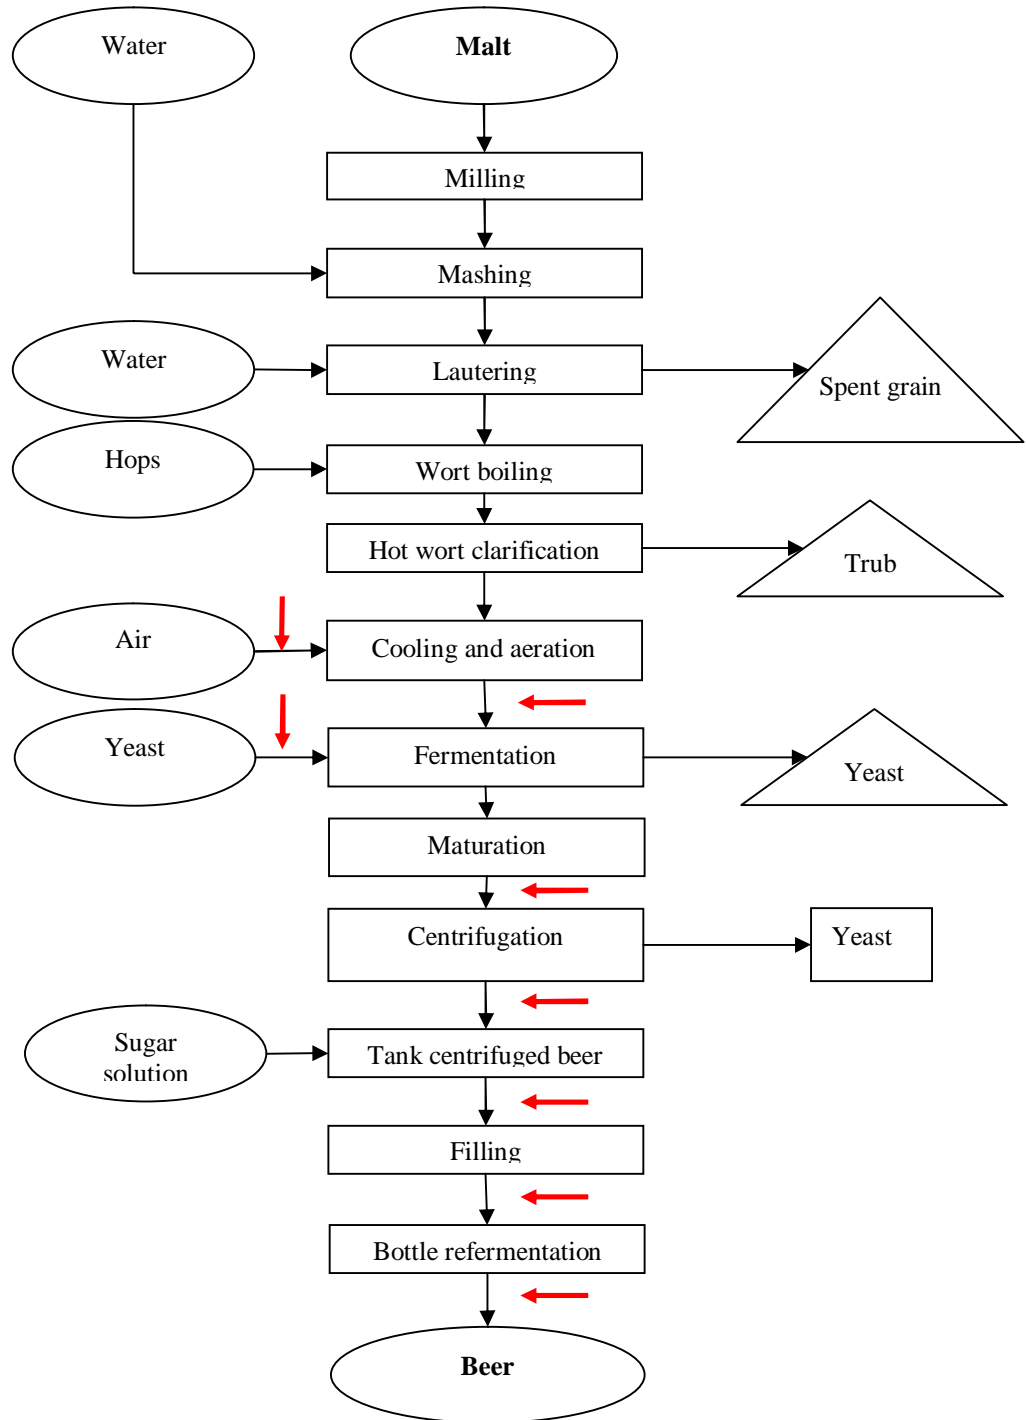 Water
Malt
Milling
Mashing
Water
Lautering
Spent grain
Hops
Wort boiling
Hot wort clarification
Trub
Air
Cooling and aeration
Yeast
Fermentation
Yeast
Maturation
Centrifugation
Yeast
Sugar
solution
Tank centrifuged beer
Filling
Bottle refermentation
Beer